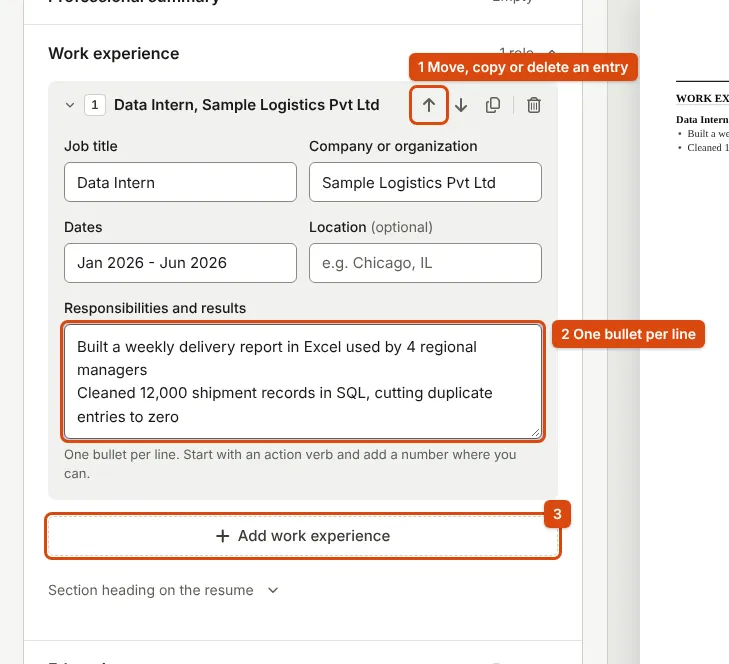 Professional summary
Empty
Work experience
1 role
1 Move, copy or delete an entry
1 Data Intern, Sample Logistics Pvt Ltd
Job title
Company or organization
Data Intern
Sample Logistics Pvt Ltd
Dates
Location (optional)
Jan 2026 - Jun 2026
e.g. Chicago, IL
Responsibilities and results
2 One bullet per line
Built a weekly delivery report in Excel used by 4 regional
managers
Cleaned 12,000 shipment records in SQL, cutting duplicate
entries to zero
One bullet per line. Start with an action verb and add a number where you
can.
3
+ Add work experience
Section heading on the resume
WORK EX
Data Intern
• Built a we
• Cleaned 1